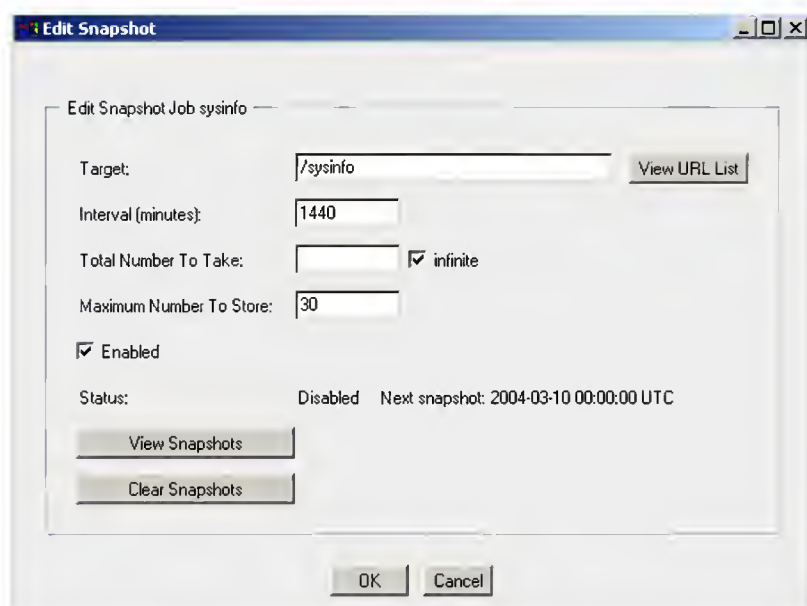 Edit Snapshot
Edit Snapshot Job sysinfo
Target: /sysinfo View URL List
Interval (minutes): 1440
Total Number To Take: infinite
Maximum Number To Store: 30
Enabled
Status: Disabled Next snapshot: 2004-03-10 00:00:00 UTC
View Snapshots
Clear Snapshots
OK Cancel